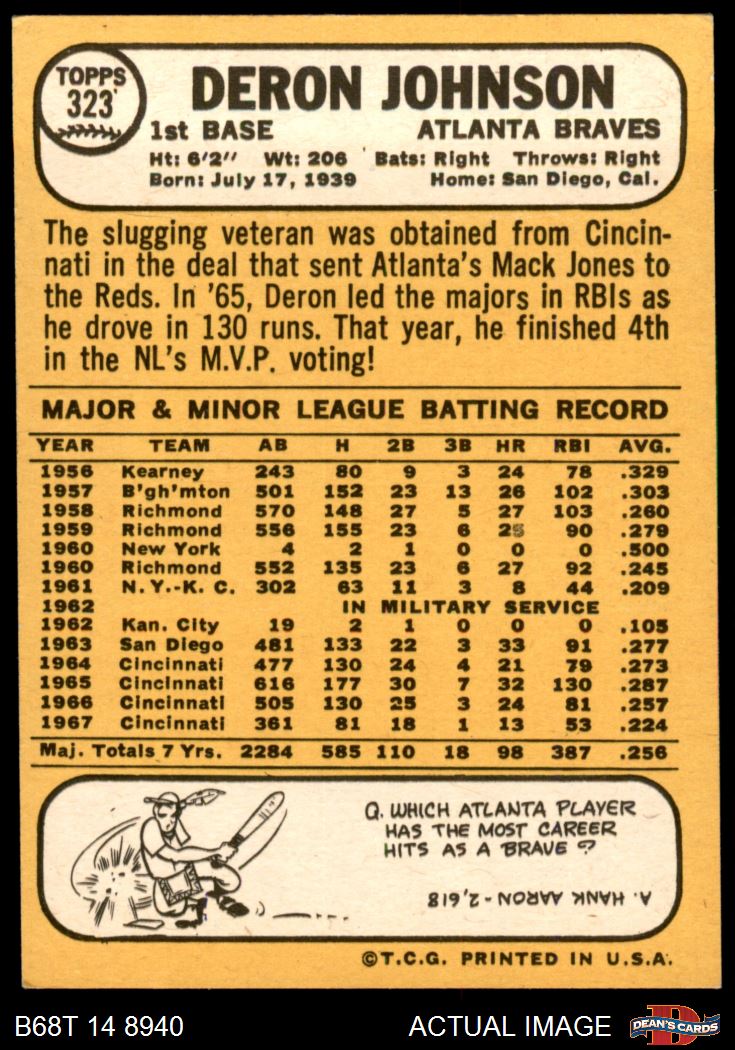 TOPPS
323
DERON JOHNSON
1st BASE ATLANTA BRAVES
Ht: 6'2" Wt: 206 Bats: Right Throws: Right
Born: July 17, 1939 Home: San Diego, Cal.
The slugging veteran was obtained from Cincin-
nati in the deal that sent Atlanta's Mack Jones to
the Reds. In '65, Deron led the majors in RBIs as
he drove in 130 runs. That year, he finished 4th
in the NL's M.V.P. voting!
MAJOR & MINOR LEAGUE BATTING RECORD
YEAR TEAM AB H 2B 3B HR RBI AVG.
1956 Kearney 243 80 9 3 24 78 .329
1957 B'gh'mton 501 152 23 13 26 102 .303
1958 Richmond 570 148 27 5 27 103 .260
1959 Richmond 556 155 23 6 25 90 .279
1960 New York 4 2 1 0 0 0 .500
1960 Richmond 552 135 23 6 27 92 .245
1961 N. Y.-K. C. 302 63 11 3 8 44 .209
1962 IN MILITARY SERVICE
1962 Kan. City 19 2 1 0 0 0 .105
1963 San Diego 481 133 22 3 33 91 .277
1964 Cincinnati 477 130 24 4 21 79 .273
1965 Cincinnati 616 177 30 7 32 130 .287
1966 Cincinnati 505 130 25 3 24 81 .257
1967 Cincinnati 361 81 18 1 13 53 .224
Maj. Totals 7 Yrs. 2284 585 110 18 98 387 .256
Q. WHICH ATLANTA PLAYER
HAS THE MOST CAREER
HITS AS A BRAVE?
A. HANK AARON-2,618
©T.C.G. PRINTED IN U.S.A.
B68T 14 8940 ACTUAL IMAGE DEAN'S CARDS